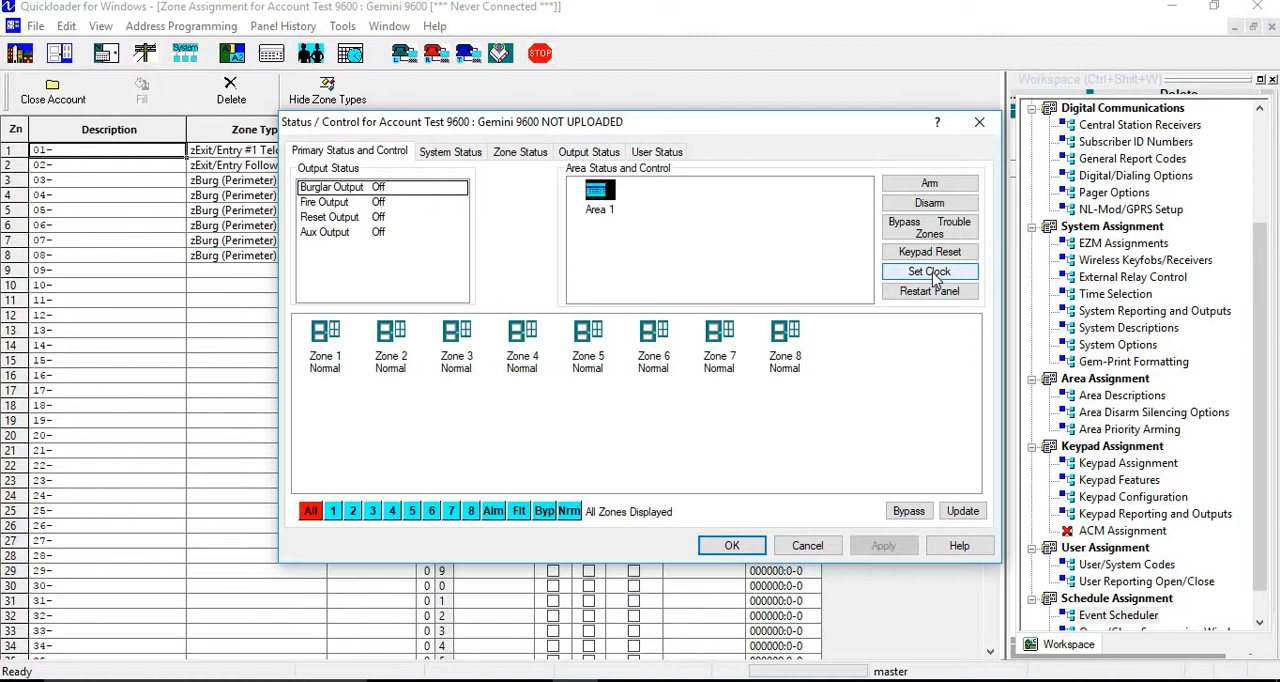 Quickloader for Windows - [Zone Assignment for Account Test 9600 : Gemini 9600 [*** Never Connected ***]]
File Edit View Address Programming Panel History Tools Window Help
STOP
Close Account Fill Delete Hide Zone Types
Workspace (Ctrl+Shift+W)
Delete
Zn Description Zone Typ
1 01- zExit/Entry #1 Telc
2 02- zExit/Entry Follow
3 03- zBurg (Perimeter)
4 04- zBurg (Perimeter)
5 05- zBurg (Perimeter)
6 06- zBurg (Perimeter)
7 07- zBurg (Perimeter)
8 08- zBurg (Perimeter)
9 09-
10 10-
11 11-
12 12-
13 13-
14 14-
15 15-
16 16-
17 17-
18 18-
19 19-
20 20-
21 21-
22 22-
23 23-
24 24-
25 25-
26 26-
27 27-
28 28-
29 29- 0 9 000000:0-0
30 30- 0 0 000000:0-0
31 31- 0 1 000000:0-0
32 32- 0 2 000000:0-0
33 33- 0 3 000000:0-0
34 34- 0 4 000000:0-0
Status / Control for Account Test 9600 : Gemini 9600 NOT UPLOADED
?
Primary Status and Control System Status Zone Status Output Status User Status
Output Status
Burglar Output Off
Fire Output Off
Reset Output Off
Aux Output Off
Area Status and Control
Area 1
Arm
Disarm
Bypass Trouble
Zones
Keypad Reset
Set Clock
Restart Panel
Zone 1 Zone 2 Zone 3 Zone 4 Zone 5 Zone 6 Zone 7 Zone 8
Normal Normal Normal Normal Normal Normal Normal Normal
All 1 2 3 4 5 6 7 8 Alm Flt Byp Nrm All Zones Displayed
Bypass Update
OK Cancel Apply Help
Digital Communications
Central Station Receivers
Subscriber ID Numbers
General Report Codes
Digital/Dialing Options
Pager Options
NL-Mod/GPRS Setup
System Assignment
EZM Assignments
Wireless Keyfobs/Receivers
External Relay Control
Time Selection
System Reporting and Outputs
System Descriptions
System Options
Gem-Print Formatting
Area Assignment
Area Descriptions
Area Disarm Silencing Options
Area Priority Arming
Keypad Assignment
Keypad Assignment
Keypad Features
Keypad Configuration
Keypad Reporting and Outputs
ACM Assignment
User Assignment
User/System Codes
User Reporting Open/Close
Schedule Assignment
Event Scheduler
Workspace
Ready master